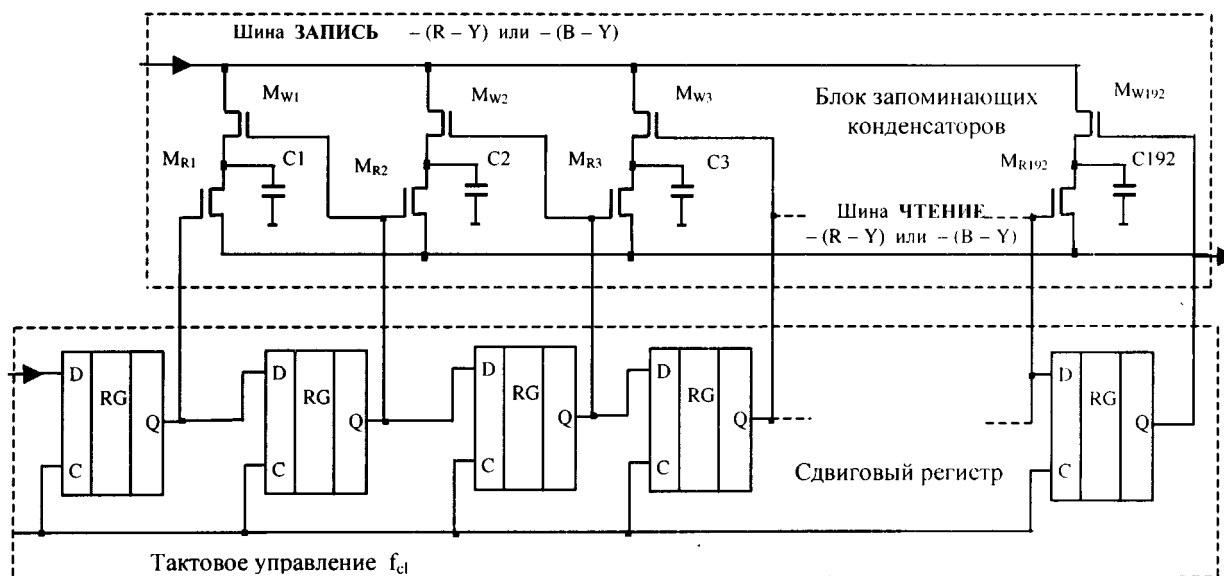 Шина ЗАПИСЬ – (R – Y) или – (B – Y)
MW1
MW2
MW3
MW192
Блок запоминающих
конденсаторов
MR1
C1
MR2
C2
MR3
C3
MR192
C192
Шина ЧТЕНИЕ
– (R – Y) или – (B – Y)
D
RG
Q
C
D
RG
Q
C
D
RG
Q
C
D
RG
Q
C
D
RG
Q
C
Сдвиговый регистр
Тактовое управление fcl